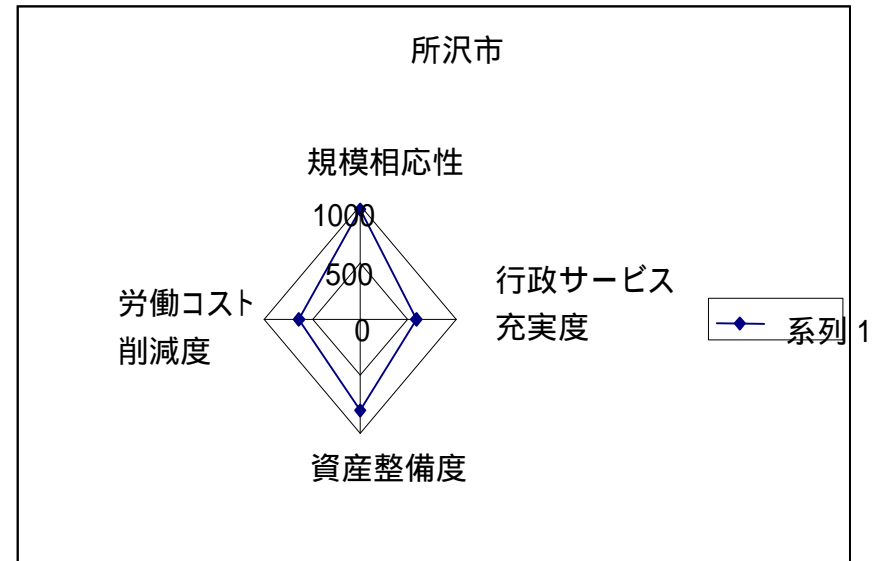 所沢市
規模相応性
1000
500
0
行政サービス
充実度
労働コスト
削減度
資産整備度
系列 1